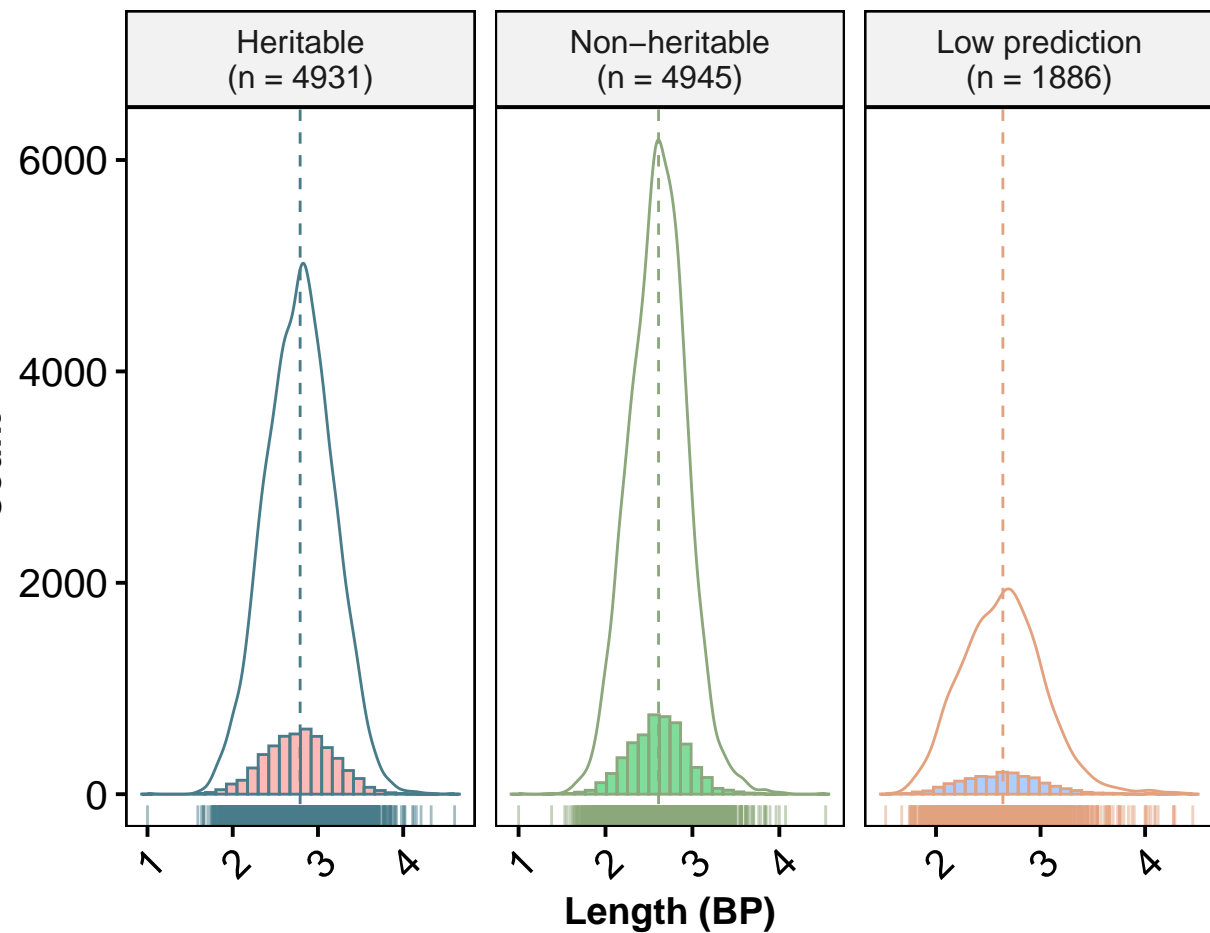 Heritable
(n = 4931)
Non−heritable
(n = 4945)
Low prediction
(n = 1886)
6000
4000
2000
0
1 2 3 4
1 2 3 4
2 3 4
Length (BP)